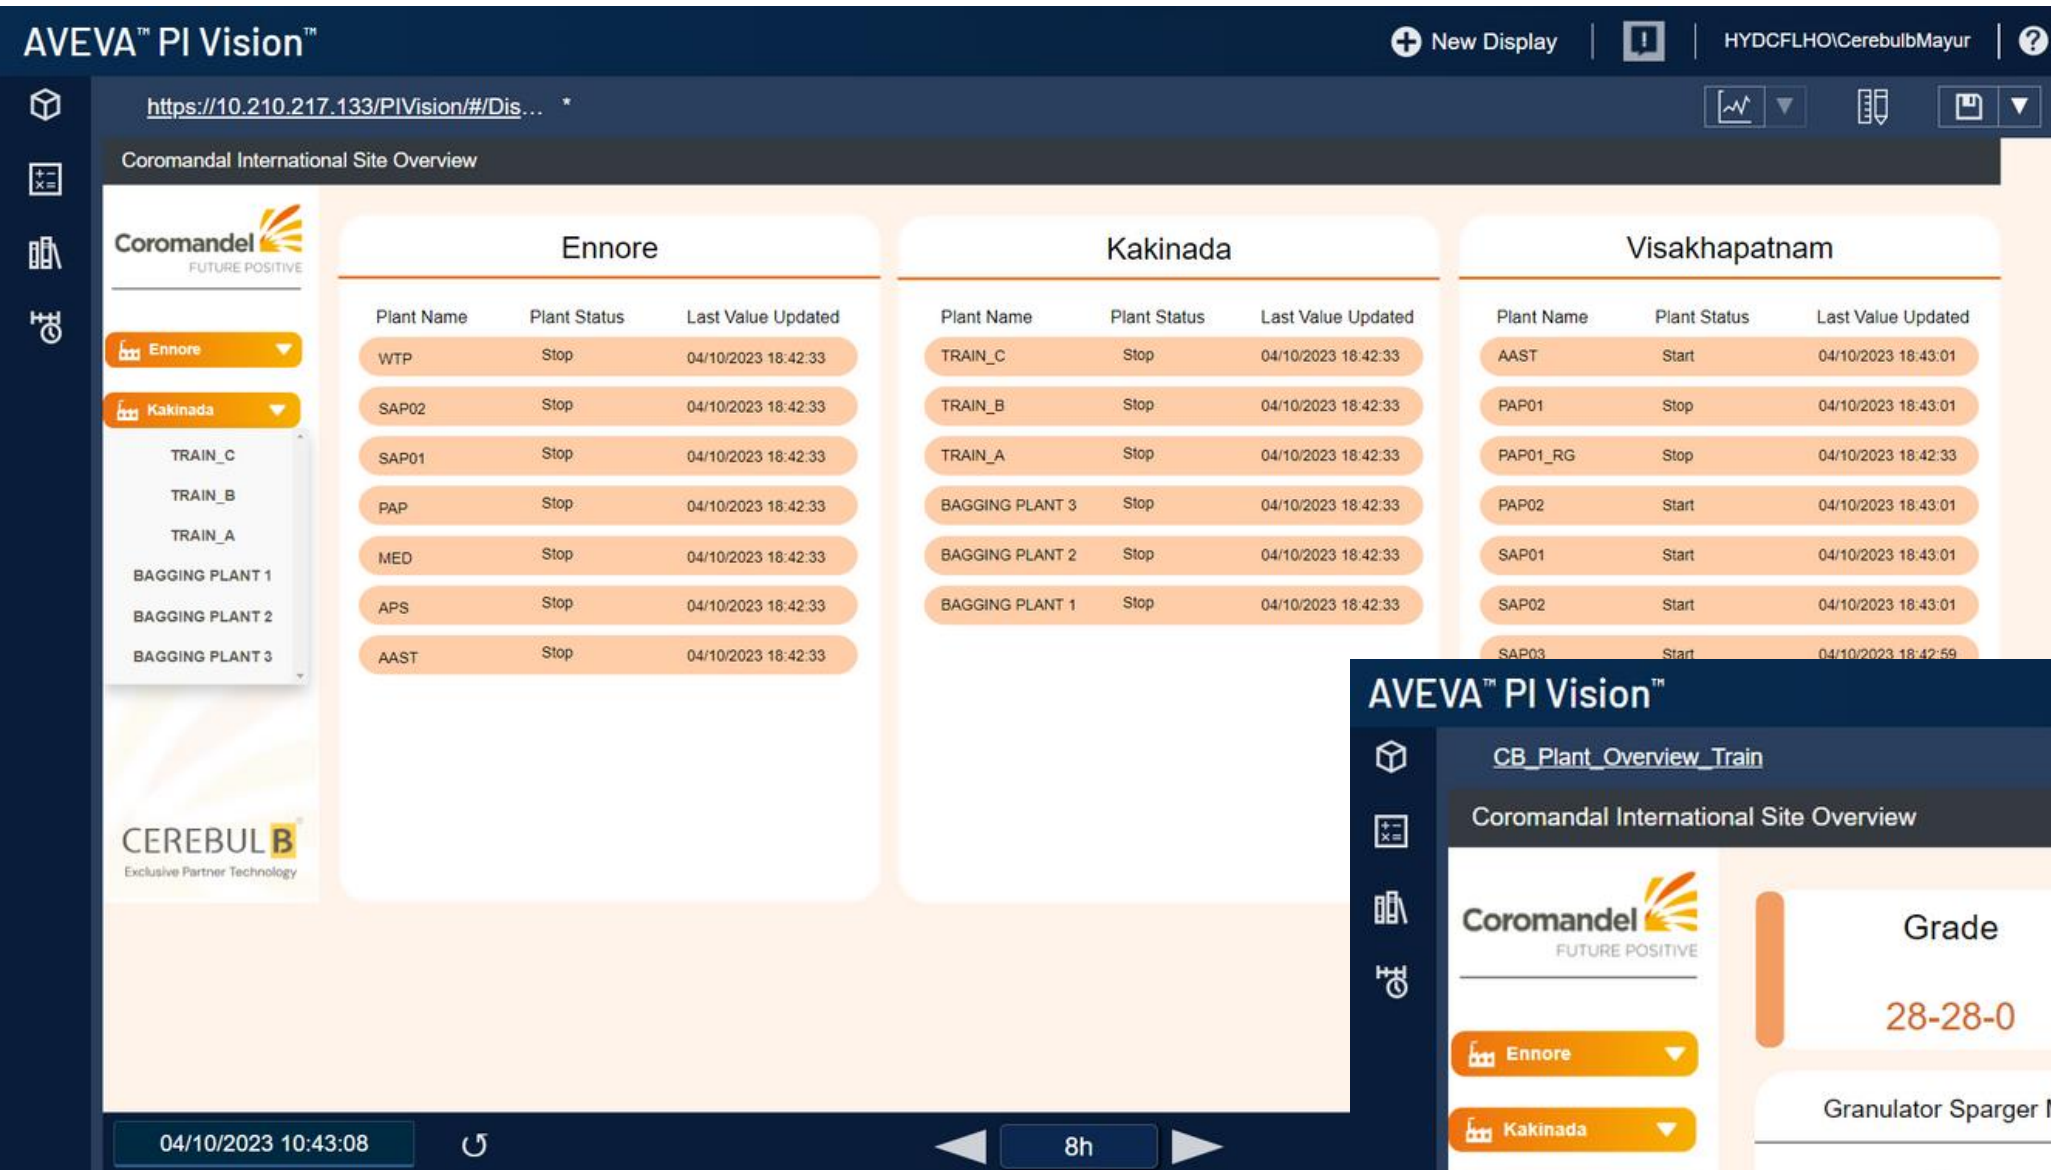 AVEVA™ PI Vision™
New Display
HYDCFLHO\CerebulbMayur
https://10.210.217.133/PIVision/#/Dis... *
Coromandal International Site Overview
Coromandel
FUTURE POSITIVE
Ennore
Kakinada
TRAIN_C
TRAIN_B
TRAIN_A
BAGGING PLANT 1
BAGGING PLANT 2
BAGGING PLANT 3
CEREBULB
Exclusive Partner Technology
Ennore
Plant Name Plant Status Last Value Updated
WTP Stop 04/10/2023 18:42:33
SAP02 Stop 04/10/2023 18:42:33
SAP01 Stop 04/10/2023 18:42:33
PAP Stop 04/10/2023 18:42:33
MED Stop 04/10/2023 18:42:33
APS Stop 04/10/2023 18:42:33
AAST Stop 04/10/2023 18:42:33
Kakinada
Plant Name Plant Status Last Value Updated
TRAIN_C Stop 04/10/2023 18:42:33
TRAIN_B Stop 04/10/2023 18:42:33
TRAIN_A Stop 04/10/2023 18:42:33
BAGGING PLANT 3 Stop 04/10/2023 18:42:33
BAGGING PLANT 2 Stop 04/10/2023 18:42:33
BAGGING PLANT 1 Stop 04/10/2023 18:42:33
Visakhapatnam
Plant Name Plant Status Last Value Updated
AAST Start 04/10/2023 18:43:01
PAP01 Stop 04/10/2023 18:43:01
PAP01_RG Stop 04/10/2023 18:42:33
PAP02 Start 04/10/2023 18:43:01
SAP01 Start 04/10/2023 18:43:01
SAP02 Start 04/10/2023 18:43:01
SAP03 Start 04/10/2023 18:42:59
04/10/2023 10:43:08
8h
AVEVA™ PI Vision™
CB_Plant_Overview_Train
Coromandal International Site Overview
Coromandel
FUTURE POSITIVE
Ennore
Kakinada
Grade
28-28-0
Granulator Sparger